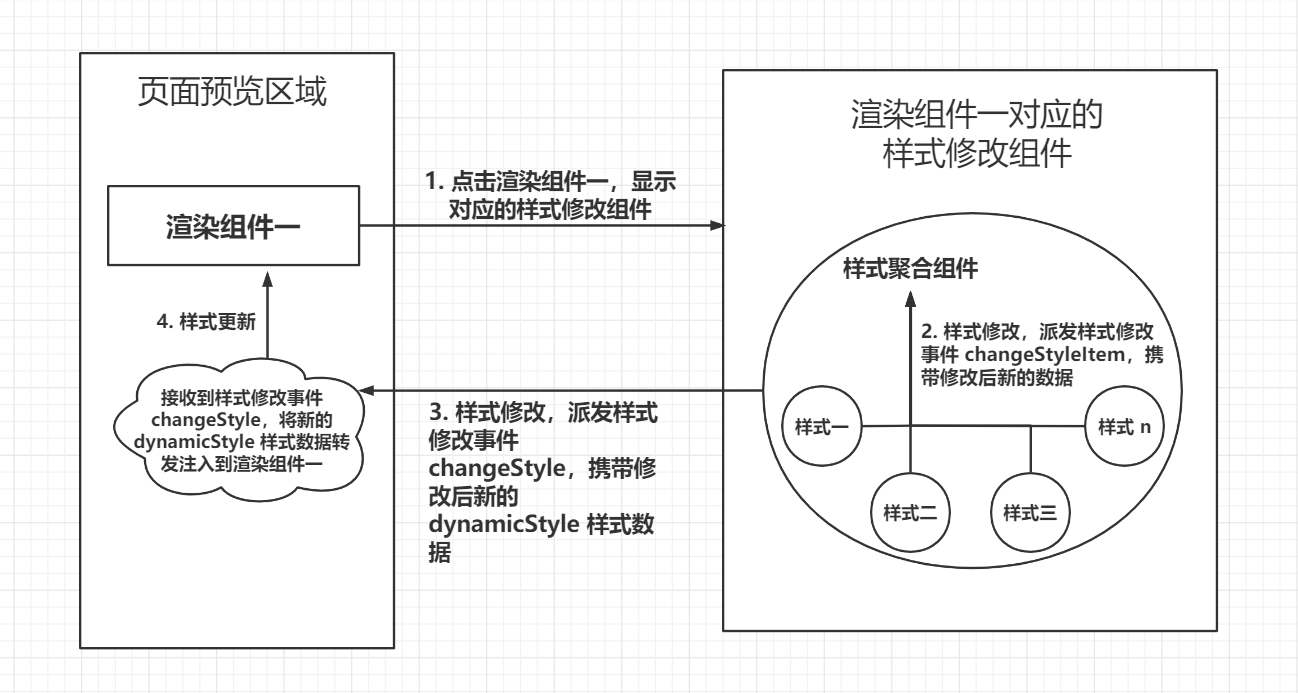 页面预览区域
渲染组件一
1. 点击渲染组件一，显示
对应的样式修改组件
渲染组件一对应的
样式修改组件
样式聚合组件
2. 样式修改，派发样式修改
事件 changeStyleItem，携
带修改后新的数据
样式一
样式二
样式三
样式 n
3. 样式修改，派发样式
修改事件
changeStyle，携带修
改后新的
dynamicStyle 样式数
据
4. 样式更新
接收到样式修改事件
changeStyle，将新的
dynamicStyle 样式数据转
发注入到渲染组件一